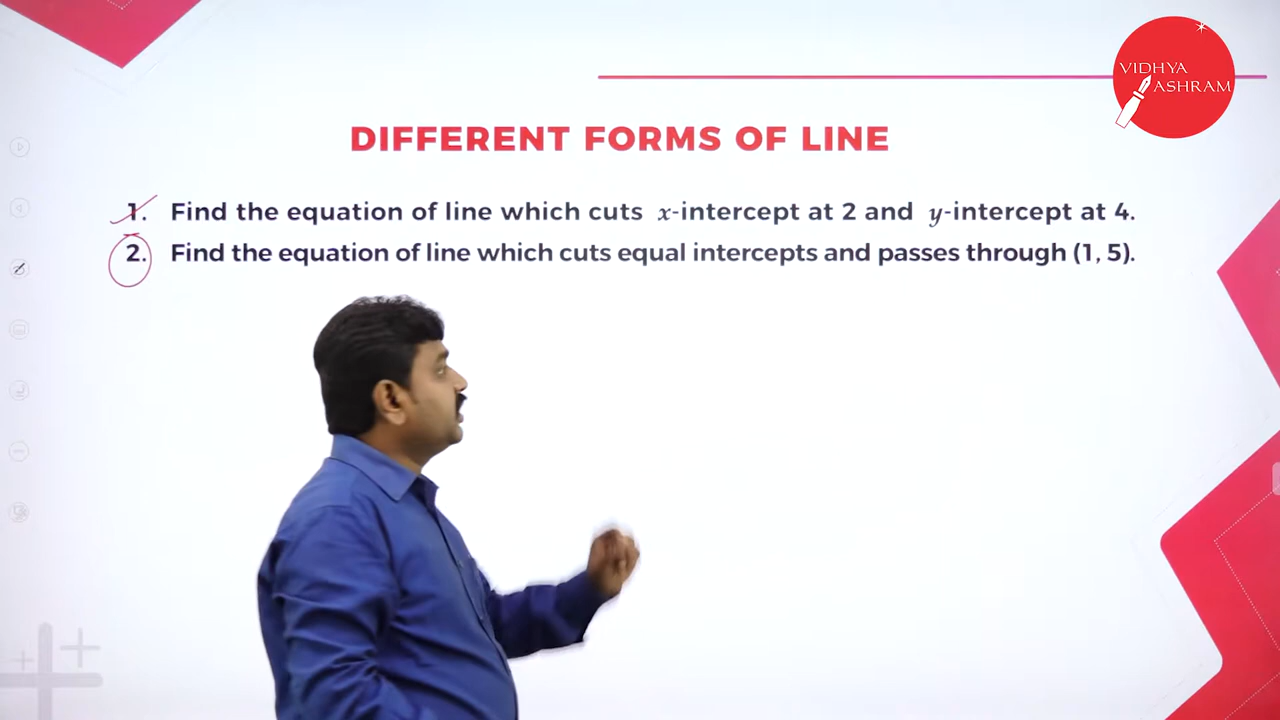 VIDHYA
ASHRAM
DIFFERENT FORMS OF LINE
1. Find the equation of line which cuts x-intercept at 2 and y-intercept at 4.
2. Find the equation of line which cuts equal intercepts and passes through (1, 5).